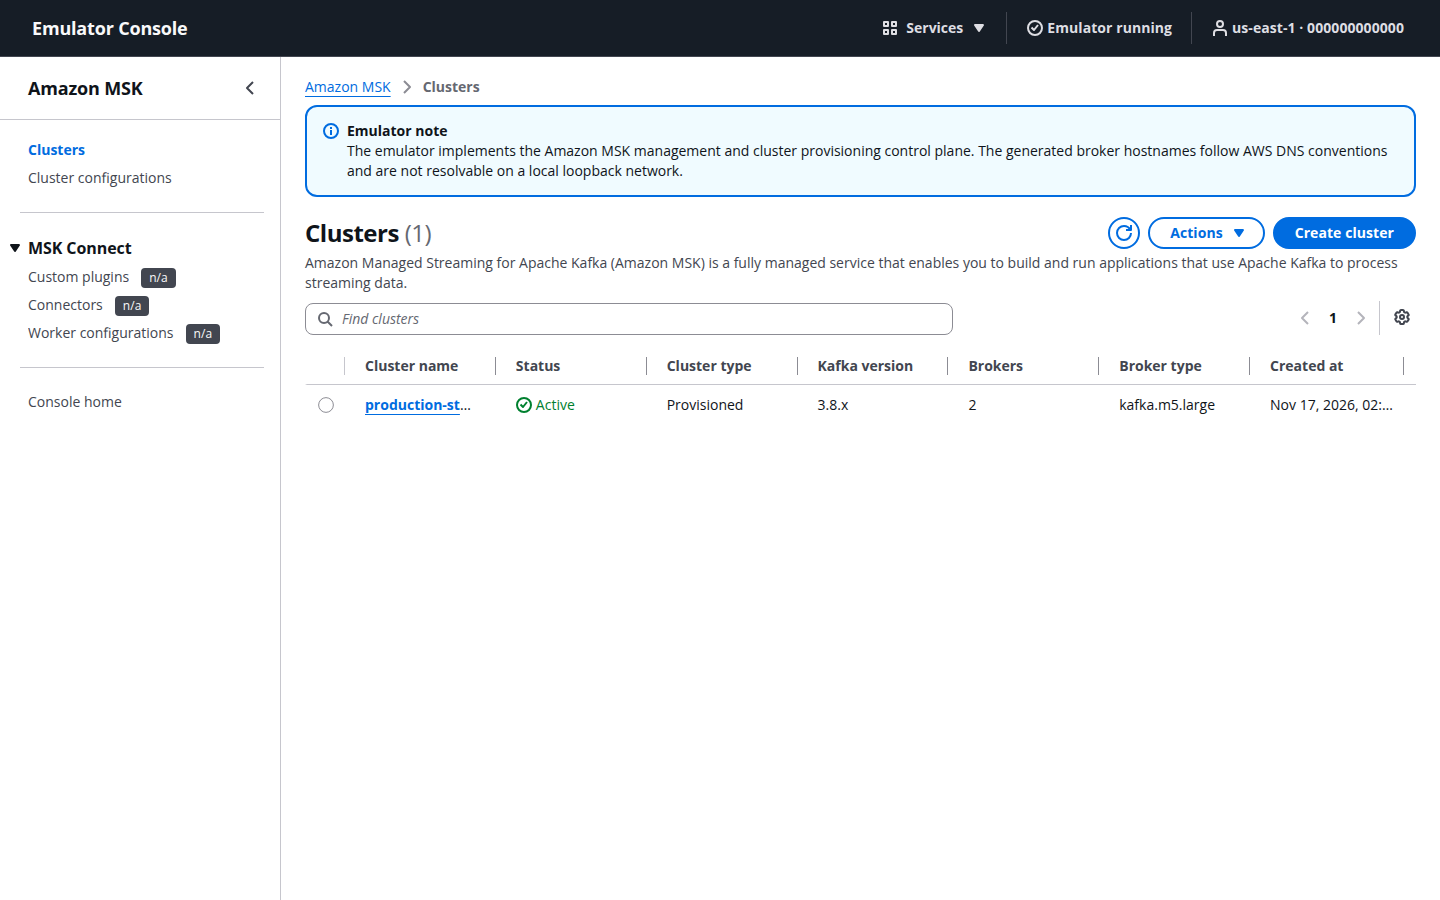 Emulator Console
Services
Emulator running
us-east-1 · 000000000000
Amazon MSK
Clusters
Cluster configurations
MSK Connect
Custom plugins n/a
Connectors n/a
Worker configurations n/a
Console home
Amazon MSK > Clusters
Emulator note
The emulator implements the Amazon MSK management and cluster provisioning control plane. The generated broker hostnames follow AWS DNS conventions
and are not resolvable on a local loopback network.
Clusters (1)
Actions
Create cluster
Amazon Managed Streaming for Apache Kafka (Amazon MSK) is a fully managed service that enables you to build and run applications that use Apache Kafka to process
streaming data.
Find clusters
1
Cluster name Status Cluster type Kafka version Brokers Broker type Created at
production-st... Active Provisioned 3.8.x 2 kafka.m5.large Nov 17, 2026, 02:...